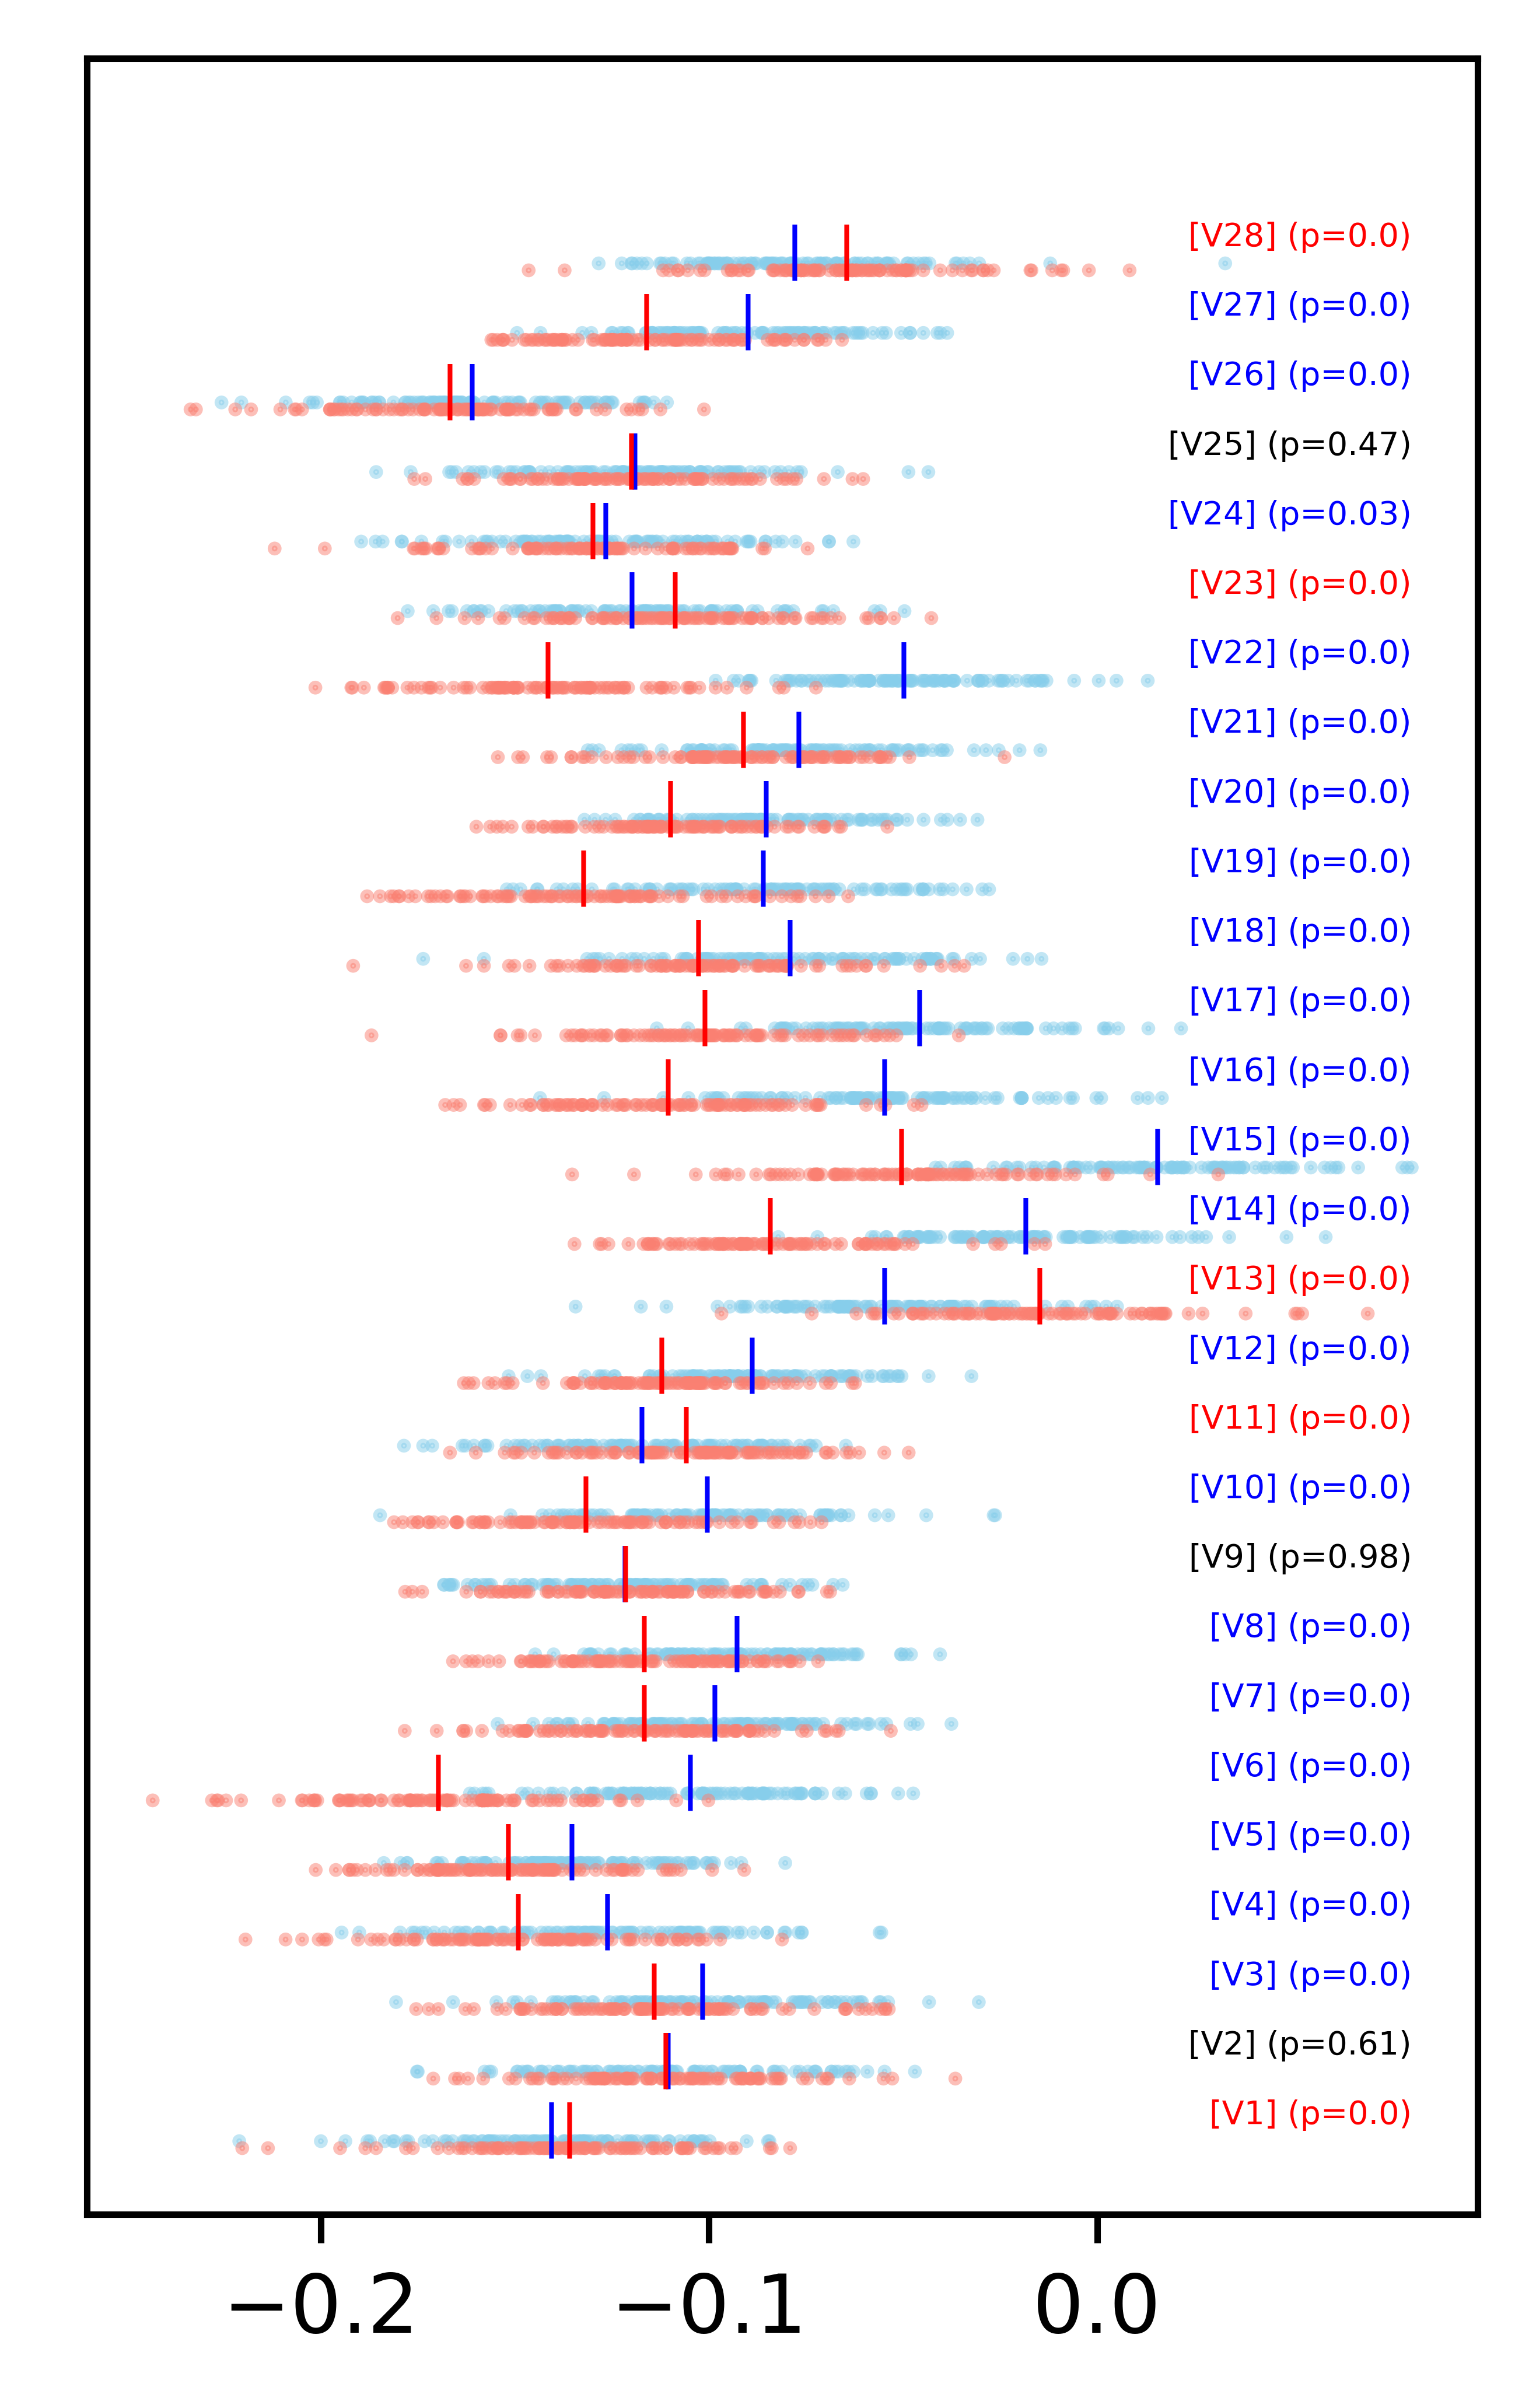 [V28] (p=0.0)
[V27] (p=0.0)
[V26] (p=0.0)
[V25] (p=0.47)
[V24] (p=0.03)
[V23] (p=0.0)
[V22] (p=0.0)
[V21] (p=0.0)
[V20] (p=0.0)
[V19] (p=0.0)
[V18] (p=0.0)
[V17] (p=0.0)
[V16] (p=0.0)
[V15] (p=0.0)
[V14] (p=0.0)
[V13] (p=0.0)
[V12] (p=0.0)
[V11] (p=0.0)
[V10] (p=0.0)
[V9] (p=0.98)
[V8] (p=0.0)
[V7] (p=0.0)
[V6] (p=0.0)
[V5] (p=0.0)
[V4] (p=0.0)
[V3] (p=0.0)
[V2] (p=0.61)
[V1] (p=0.0)
−0.2 −0.1 0.0